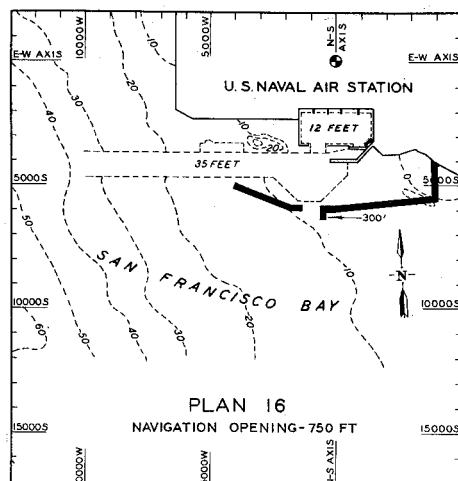 10000W
5000W
N-S
AXIS
E-W AXIS
E-W AXIS
-10
-20
-30
-40
U.S. NAVAL AIR STATION
12 FEET
-10
-20
35 FEET
0
5000S
5000S
300'
-50
-10
N
SAN FRANCISCO BAY
10000S
10000S
-60
-50
-40
-30
-20
PLAN 16
NAVIGATION OPENING-750 FT
15000S
15000S
10000W
N-S
AXIS